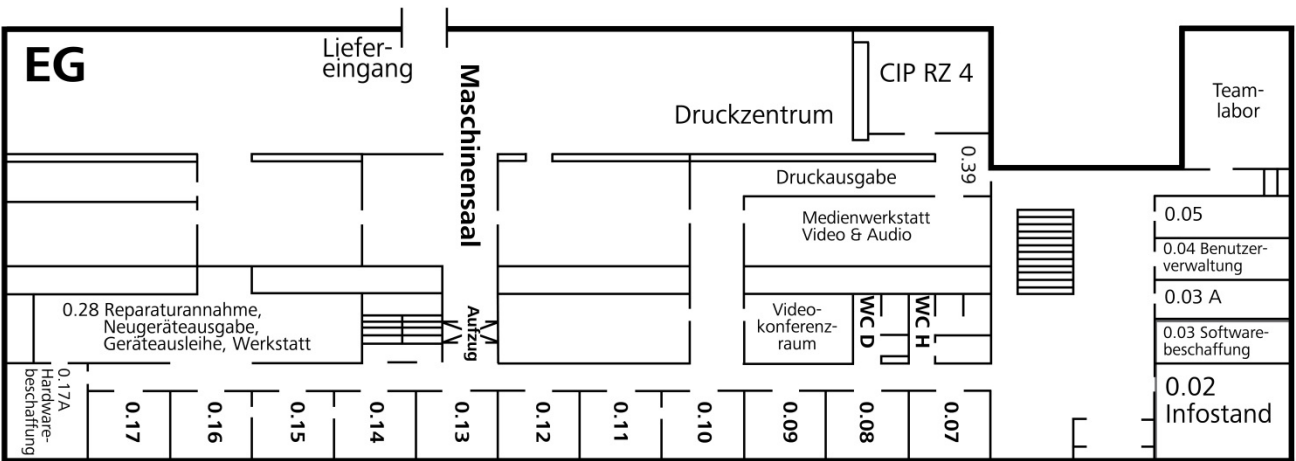 EG
Liefer-
eingang
Maschinensaal
Druckzentrum
CIP RZ 4
Team-
labor
0.39
Druckausgabe
Medienwerkstatt
Video & Audio
0.05
0.04 Benutzer-
verwaltung
0.03 A
0.03 Software-
beschaffung
0.02
Infostand
0.28 Reparaturannahme,
Neugeräteausgabe,
Geräteausleihe, Werkstatt
Aufzug
Video-
konferenz-
raum
WC D
WC H
0.17A
Hardware-
beschaffung
0.17
0.16
0.15
0.14
0.13
0.12
0.11
0.10
0.09
0.08
0.07